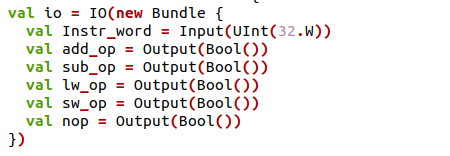 val io = IO(new Bundle {
  val Instr_word = Input(UInt(32.W))
  val add_op = Output(Bool())
  val sub_op = Output(Bool())
  val lw_op = Output(Bool())
  val sw_op = Output(Bool())
  val nop = Output(Bool())
})